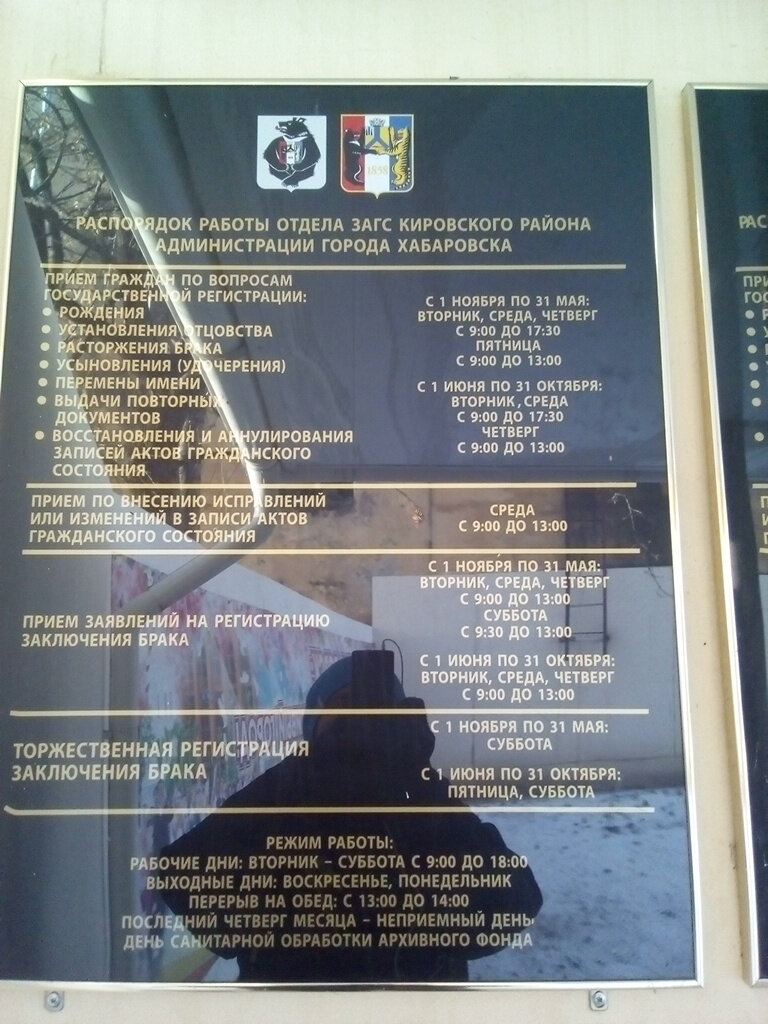 1858
РАСПОРЯДОК РАБОТЫ ОТДЕЛА ЗАГС КИРОВСКОГО РАЙОНА
АДМИНИСТРАЦИИ ГОРОДА ХАБАРОВСКА
ПРИЕМ ГРАЖДАН ПО ВОПРОСАМ
ГОСУДАРСТВЕННОЙ РЕГИСТРАЦИИ:
• РОЖДЕНИЯ
• УСТАНОВЛЕНИЯ ОТЦОВСТВА
• РАСТОРЖЕНИЯ БРАКА
• УСЫНОВЛЕНИЯ (УДОЧЕРЕНИЯ)
• ПЕРЕМЕНЫ ИМЕНИ
• ВЫДАЧИ ПОВТОРНЫХ
ДОКУМЕНТОВ
• ВОССТАНОВЛЕНИЯ И АННУЛИРОВАНИЯ
ЗАПИСЕЙ АКТОВ ГРАЖДАНСКОГО
СОСТОЯНИЯ
С 1 НОЯБРЯ ПО 31 МАЯ:
ВТОРНИК, СРЕДА, ЧЕТВЕРГ
С 9:00 ДО 17:30
ПЯТНИЦА
С 9:00 ДО 13:00
С 1 ИЮНЯ ПО 31 ОКТЯБРЯ:
ВТОРНИК, СРЕДА
С 9:00 ДО 17:30
ЧЕТВЕРГ
С 9:00 ДО 13:00
ПРИЕМ ПО ВНЕСЕНИЮ ИСПРАВЛЕНИЙ
ИЛИ ИЗМЕНЕНИЙ В ЗАПИСИ АКТОВ
ГРАЖДАНСКОГО СОСТОЯНИЯ
СРЕДА
С 9:00 ДО 13:00
ПРИЕМ ЗАЯВЛЕНИЙ НА РЕГИСТРАЦИЮ
ЗАКЛЮЧЕНИЯ БРАКА
С 1 НОЯБРЯ ПО 31 МАЯ:
ВТОРНИК, СРЕДА, ЧЕТВЕРГ
С 9:00 ДО 13:00
СУББОТА
С 9:30 ДО 13:00
С 1 ИЮНЯ ПО 31 ОКТЯБРЯ:
ВТОРНИК, СРЕДА, ЧЕТВЕРГ
С 9:00 ДО 13:00
ТОРЖЕСТВЕННАЯ РЕГИСТРАЦИЯ
ЗАКЛЮЧЕНИЯ БРАКА
С 1 НОЯБРЯ ПО 31 МАЯ:
СУББОТА
С 1 ИЮНЯ ПО 31 ОКТЯБРЯ:
ПЯТНИЦА, СУББОТА
РЕЖИМ РАБОТЫ:
РАБОЧИЕ ДНИ: ВТОРНИК – СУББОТА С 9:00 ДО 18:00
ВЫХОДНЫЕ ДНИ: ВОСКРЕСЕНЬЕ, ПОНЕДЕЛЬНИК
ПЕРЕРЫВ НА ОБЕД: С 13:00 ДО 14:00
ПОСЛЕДНИЙ ЧЕТВЕРГ МЕСЯЦА – НЕПРИЕМНЫЙ ДЕНЬ
ДЕНЬ САНИТАРНОЙ ОБРАБОТКИ АРХИВНОГО ФОНДА